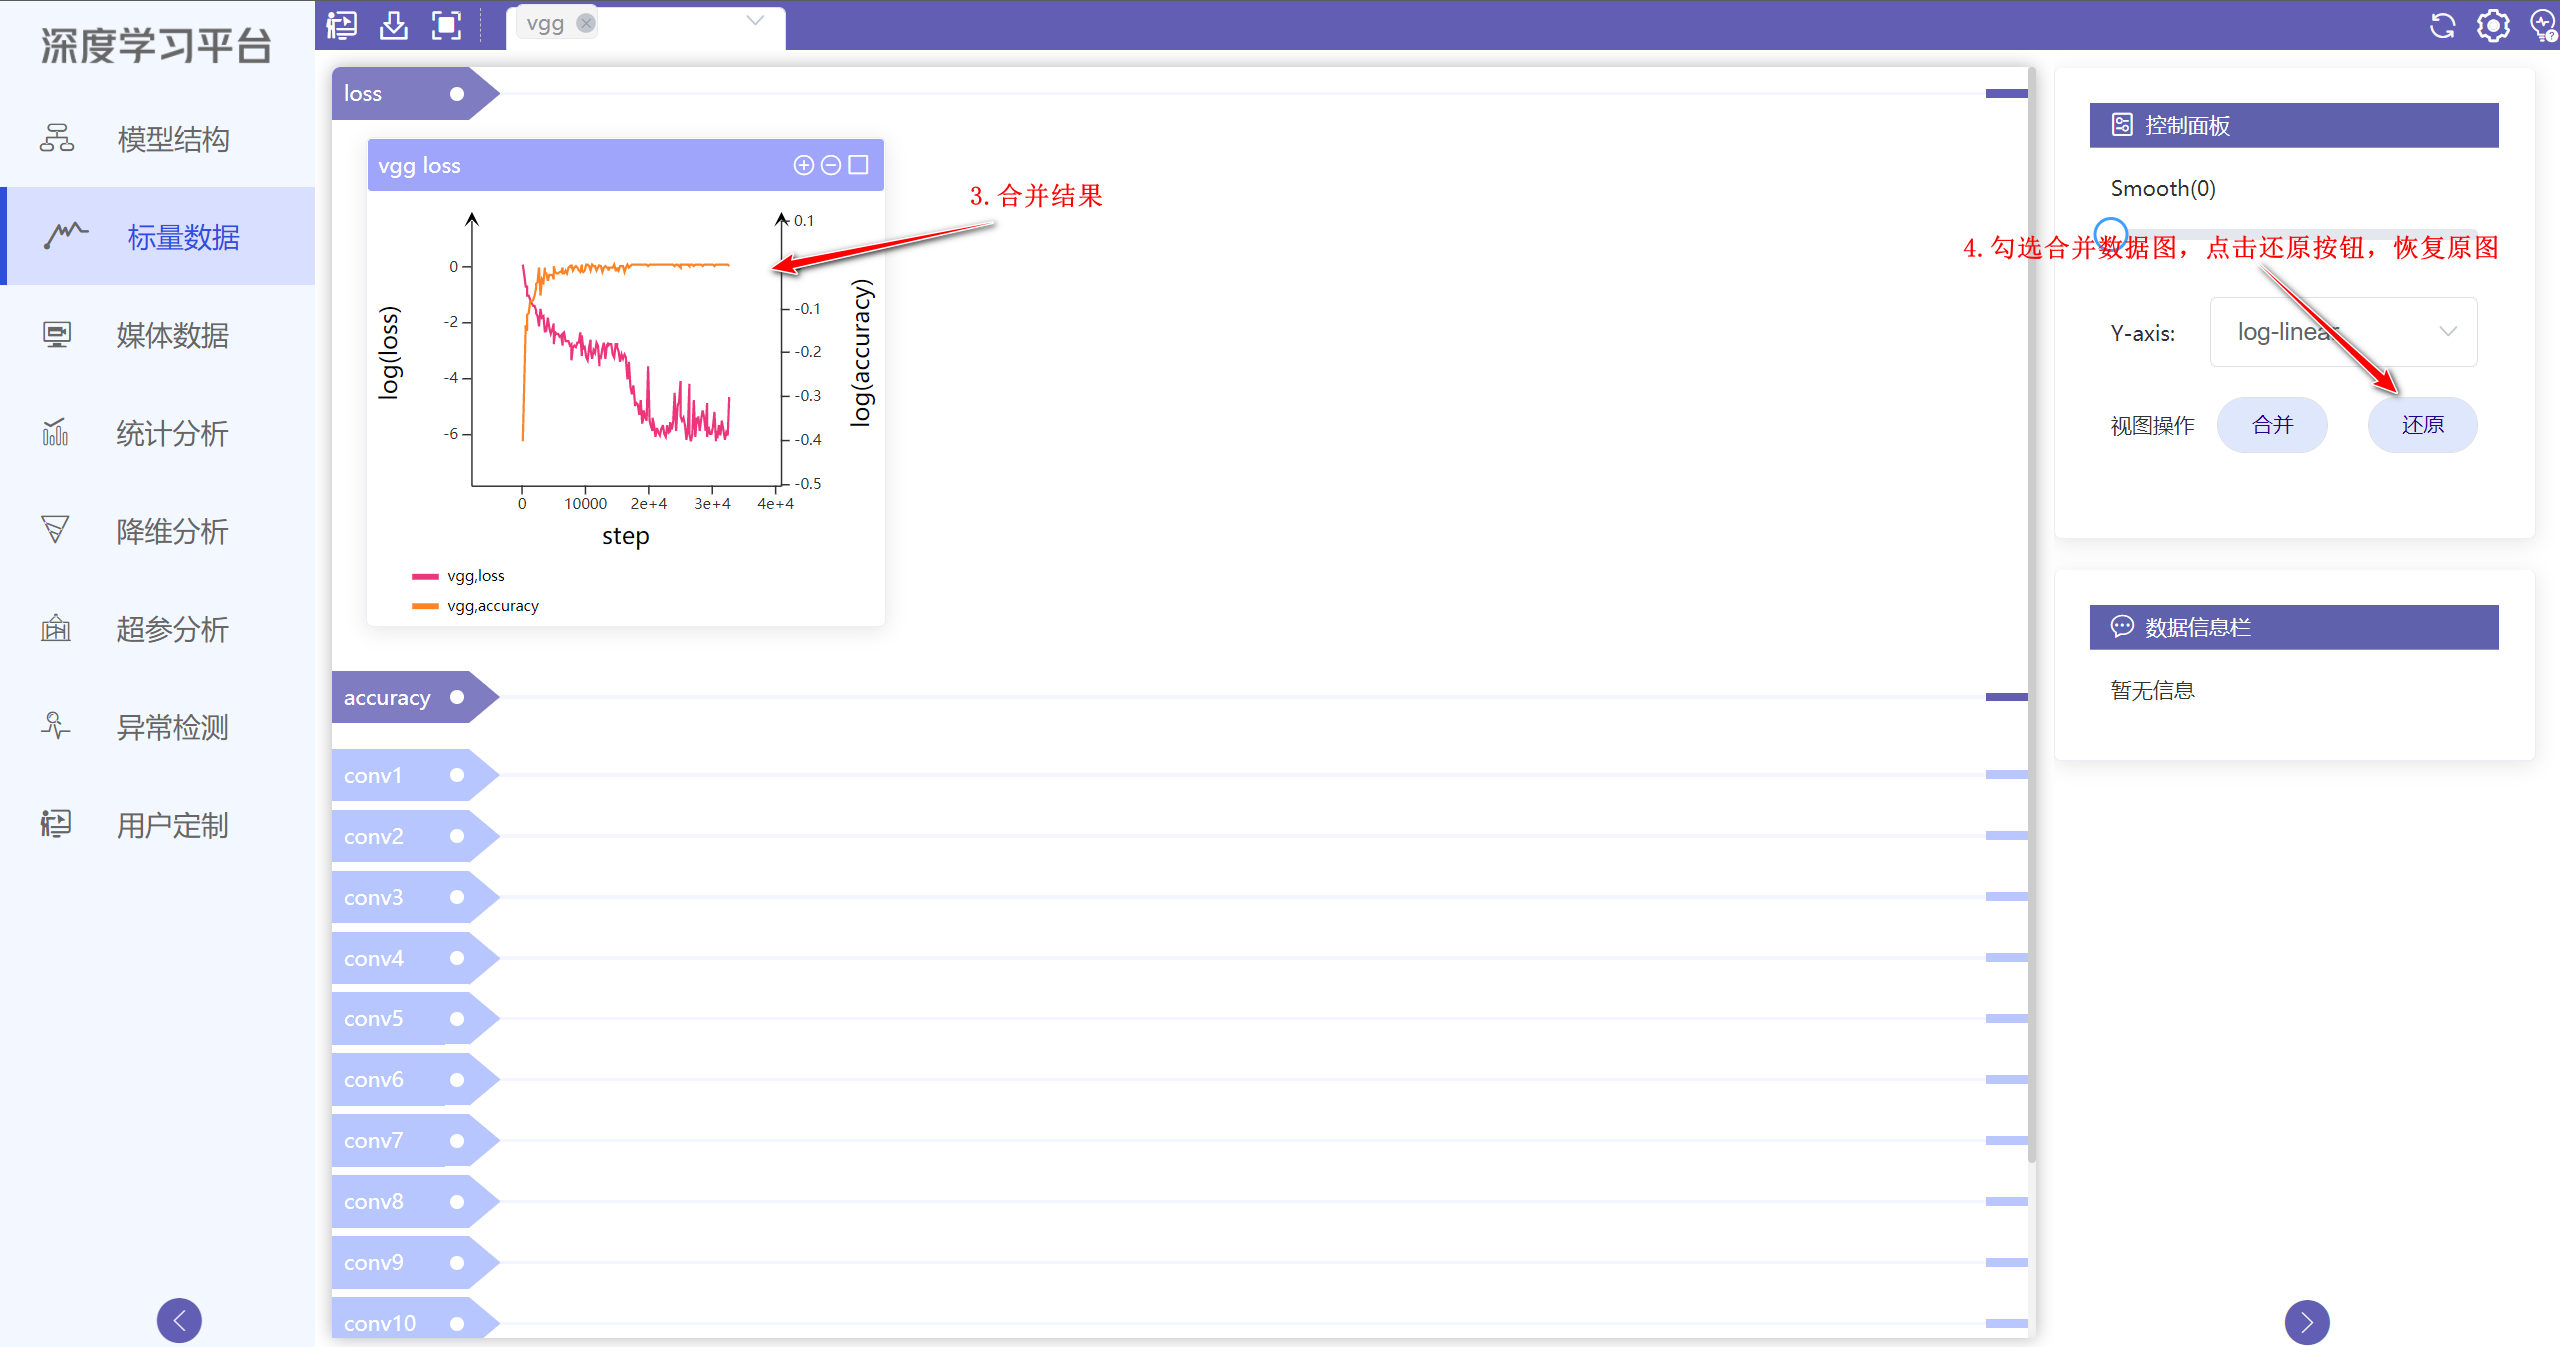 深度学习平台
模型结构
标量数据
媒体数据
统计分析
降维分析
超参分析
异常检测
用户定制
vgg
loss
vgg loss
3. 合并结果
0
-2
-4
-6
log(loss)
0.1
-0.1
-0.2
-0.3
-0.4
-0.5
log(accuracy)
0 10000 2e+4 3e+4 4e+4
step
vgg,loss
vgg,accuracy
accuracy
conv1
conv2
conv3
conv4
conv5
conv6
conv7
conv8
conv9
conv10
控制面板
Smooth(0)
4. 勾选合并数据图，点击还原按钮，恢复原图
Y-axis: log-linear
视图操作 合并 还原
数据信息栏
暂无信息